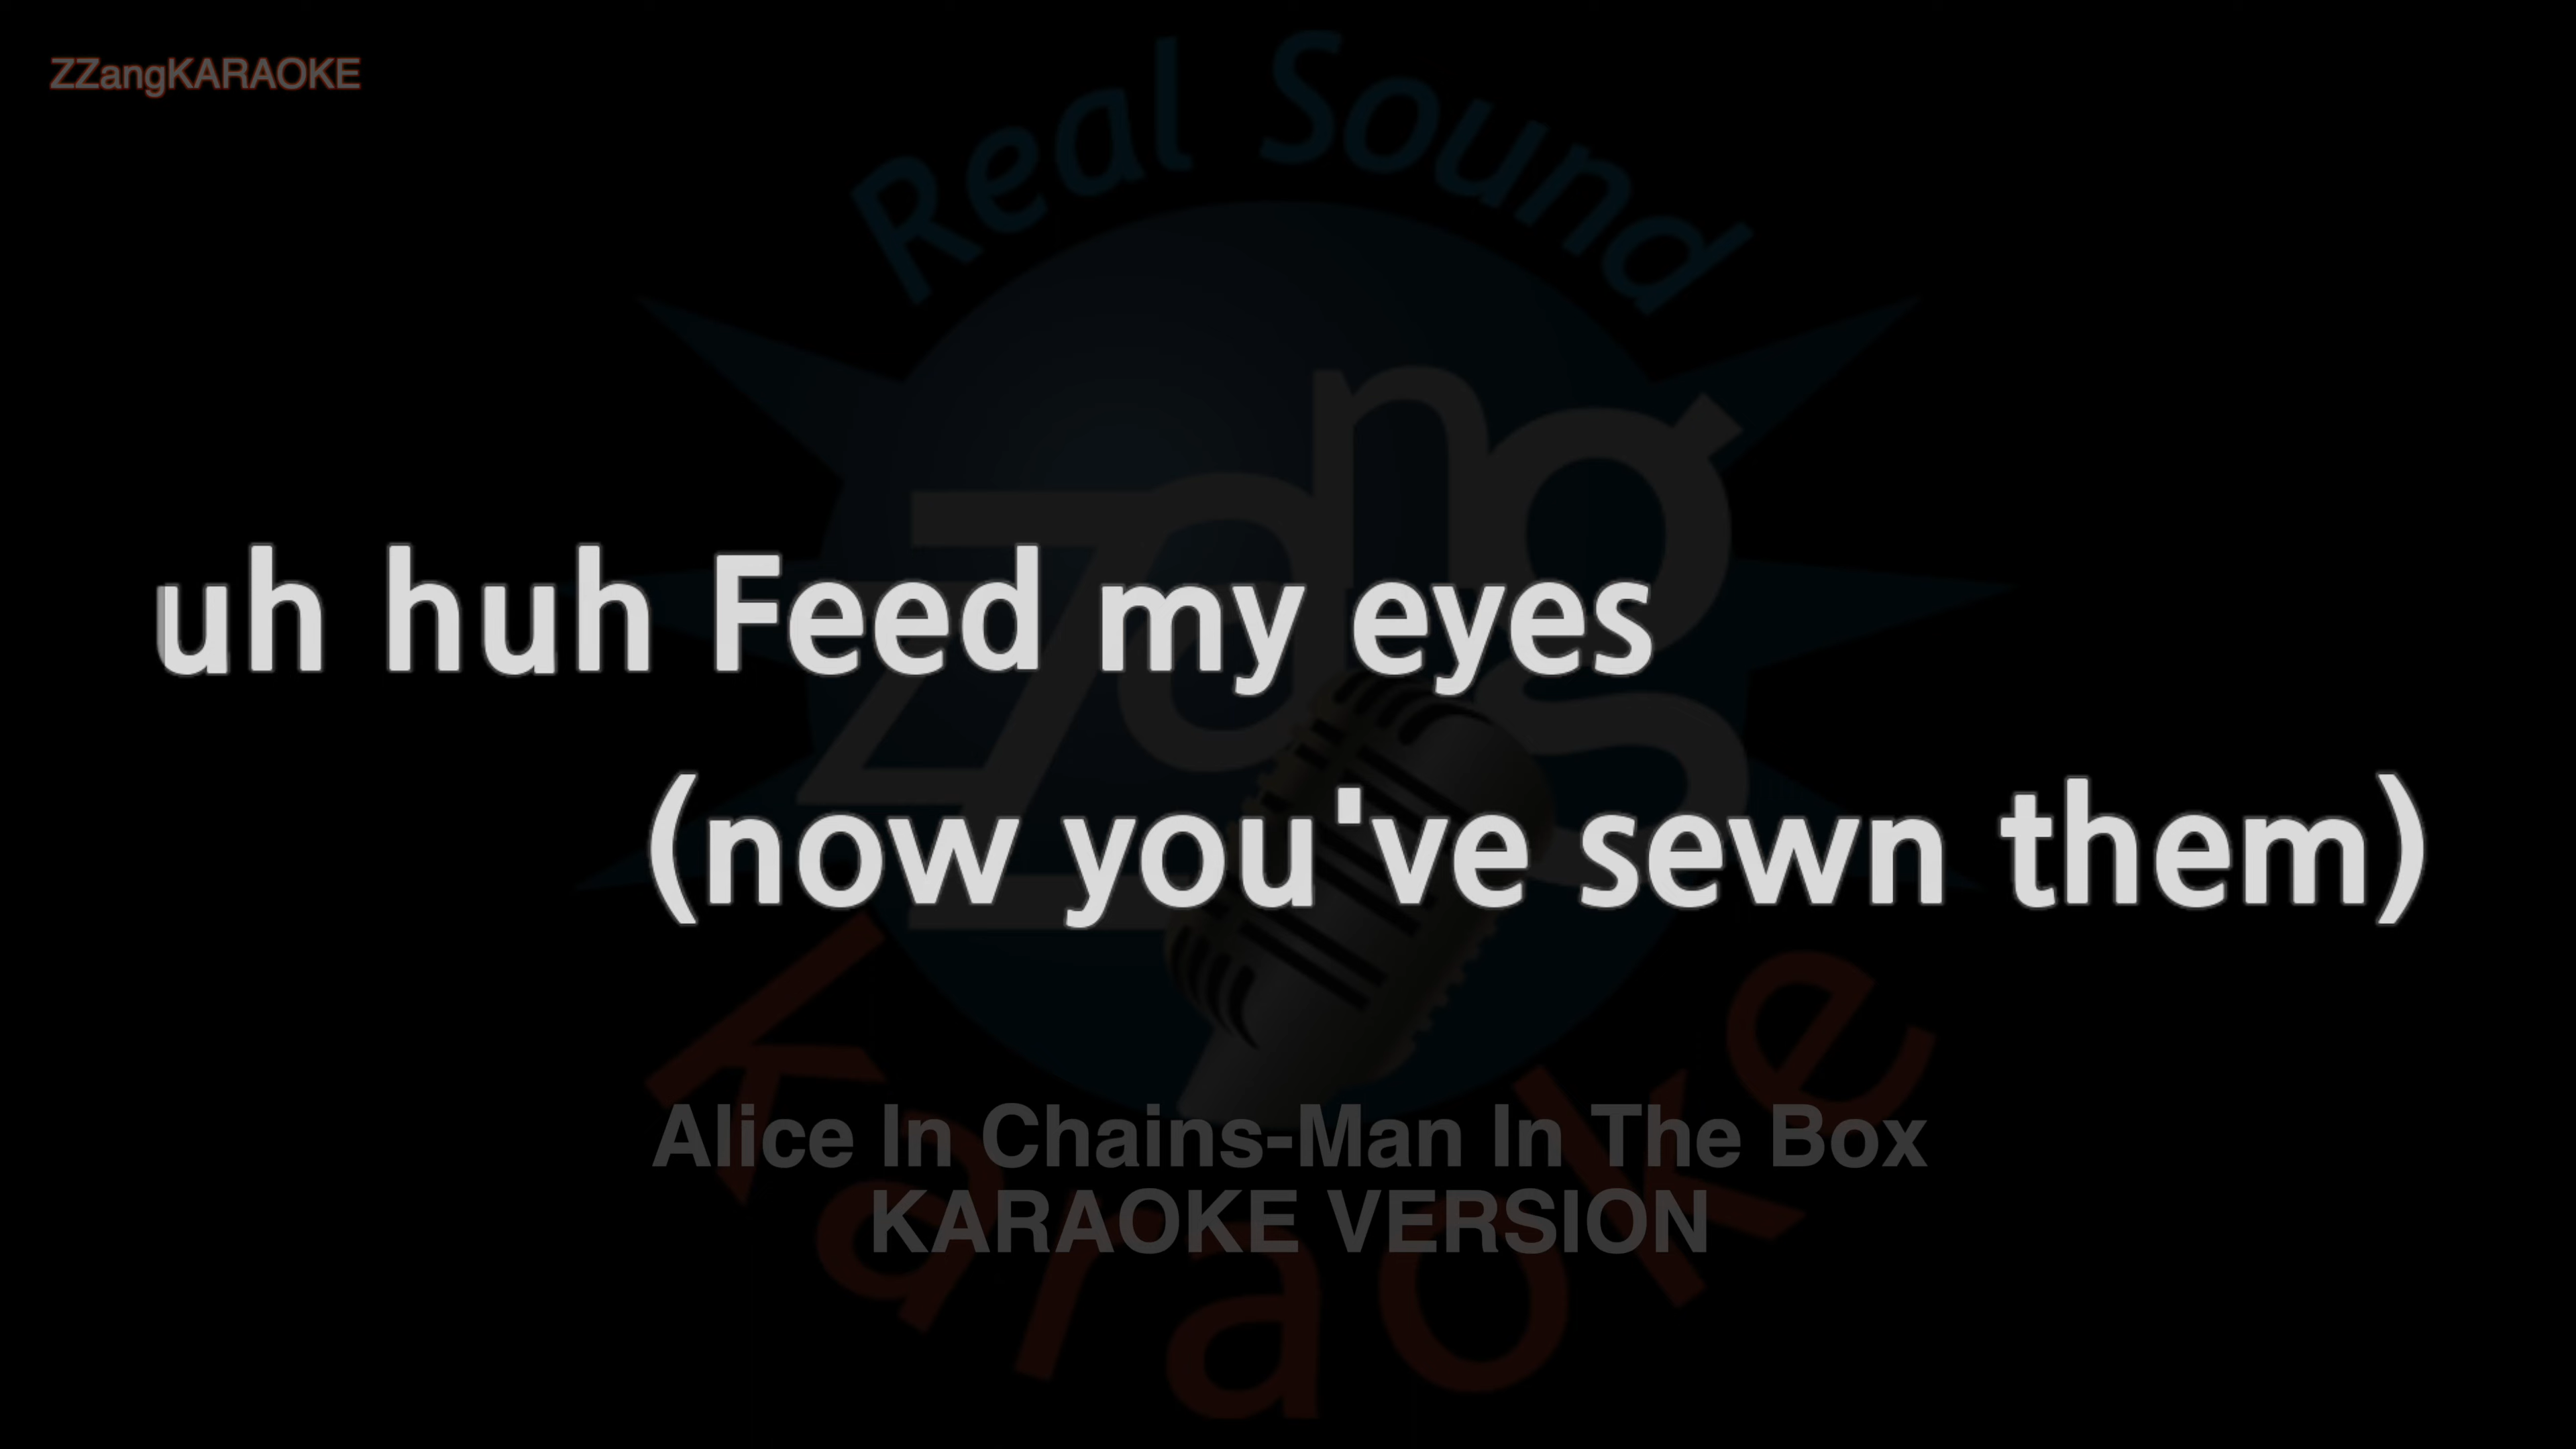 ZZangKARAOKE
Real Sound
Zzang
uh huh Feed my eyes
(now you've sewn them)
Karaoke
Alice In Chains-Man In The Box
KARAOKE VERSION